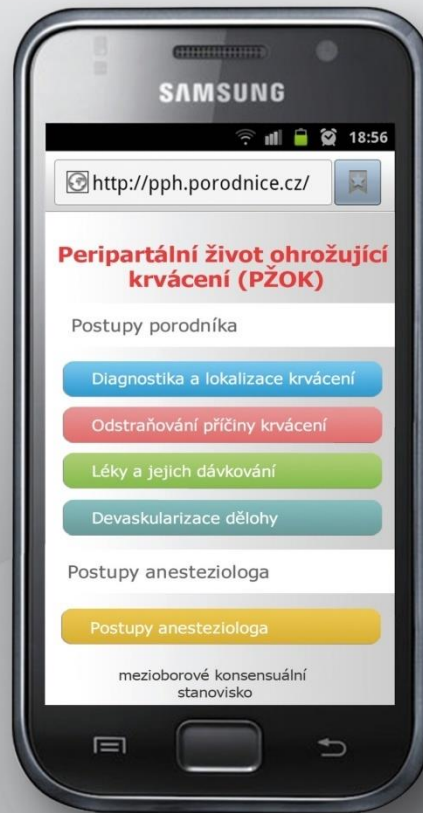 SAMSUNG
18:56
http://pph.porodnice.cz/
Peripartální život ohrožující
krvácení (PŽOK)
Postupy porodníka
Diagnostika a lokalizace krvácení
Odstraňování příčiny krvácení
Léky a jejich dávkování
Devaskularizace dělohy
Postupy anesteziologa
Postupy anesteziologa
mezioborové konsensuální
stanovisko